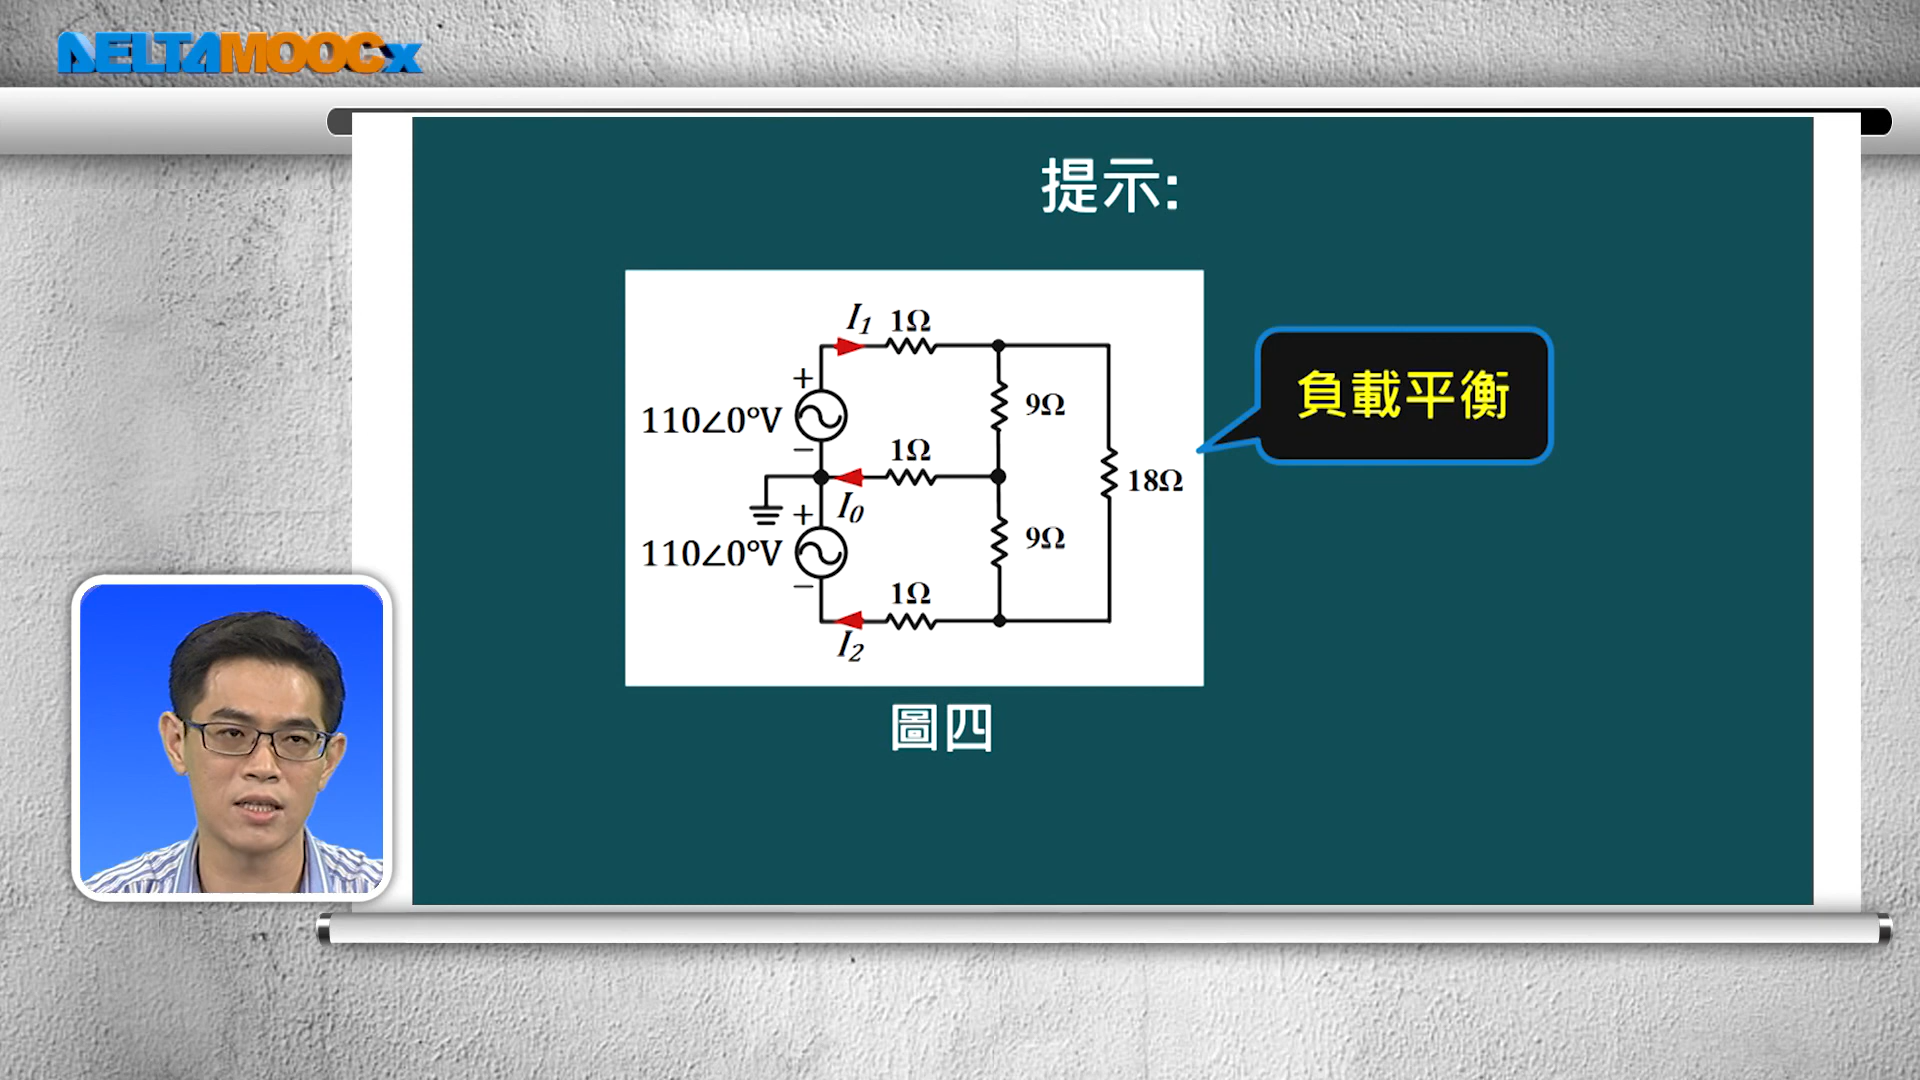 DELTAMOOCx
提示:
I1 1Ω
+
110∠0°V
9Ω
−
1Ω
18Ω
I0
+
110∠0°V
9Ω
−
1Ω
I2
負載平衡
圖四